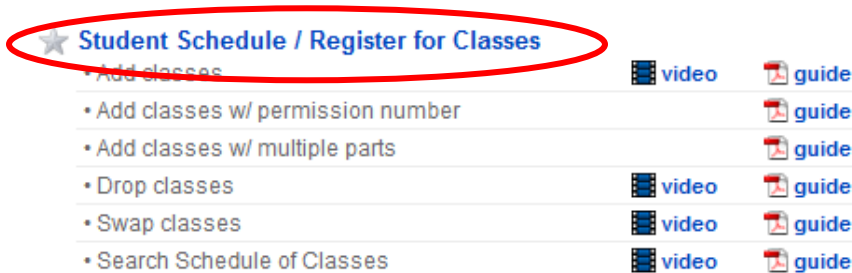 Student Schedule / Register for Classes
• Add classes video guide
• Add classes w/ permission number guide
• Add classes w/ multiple parts guide
• Drop classes video guide
• Swap classes video guide
• Search Schedule of Classes video guide